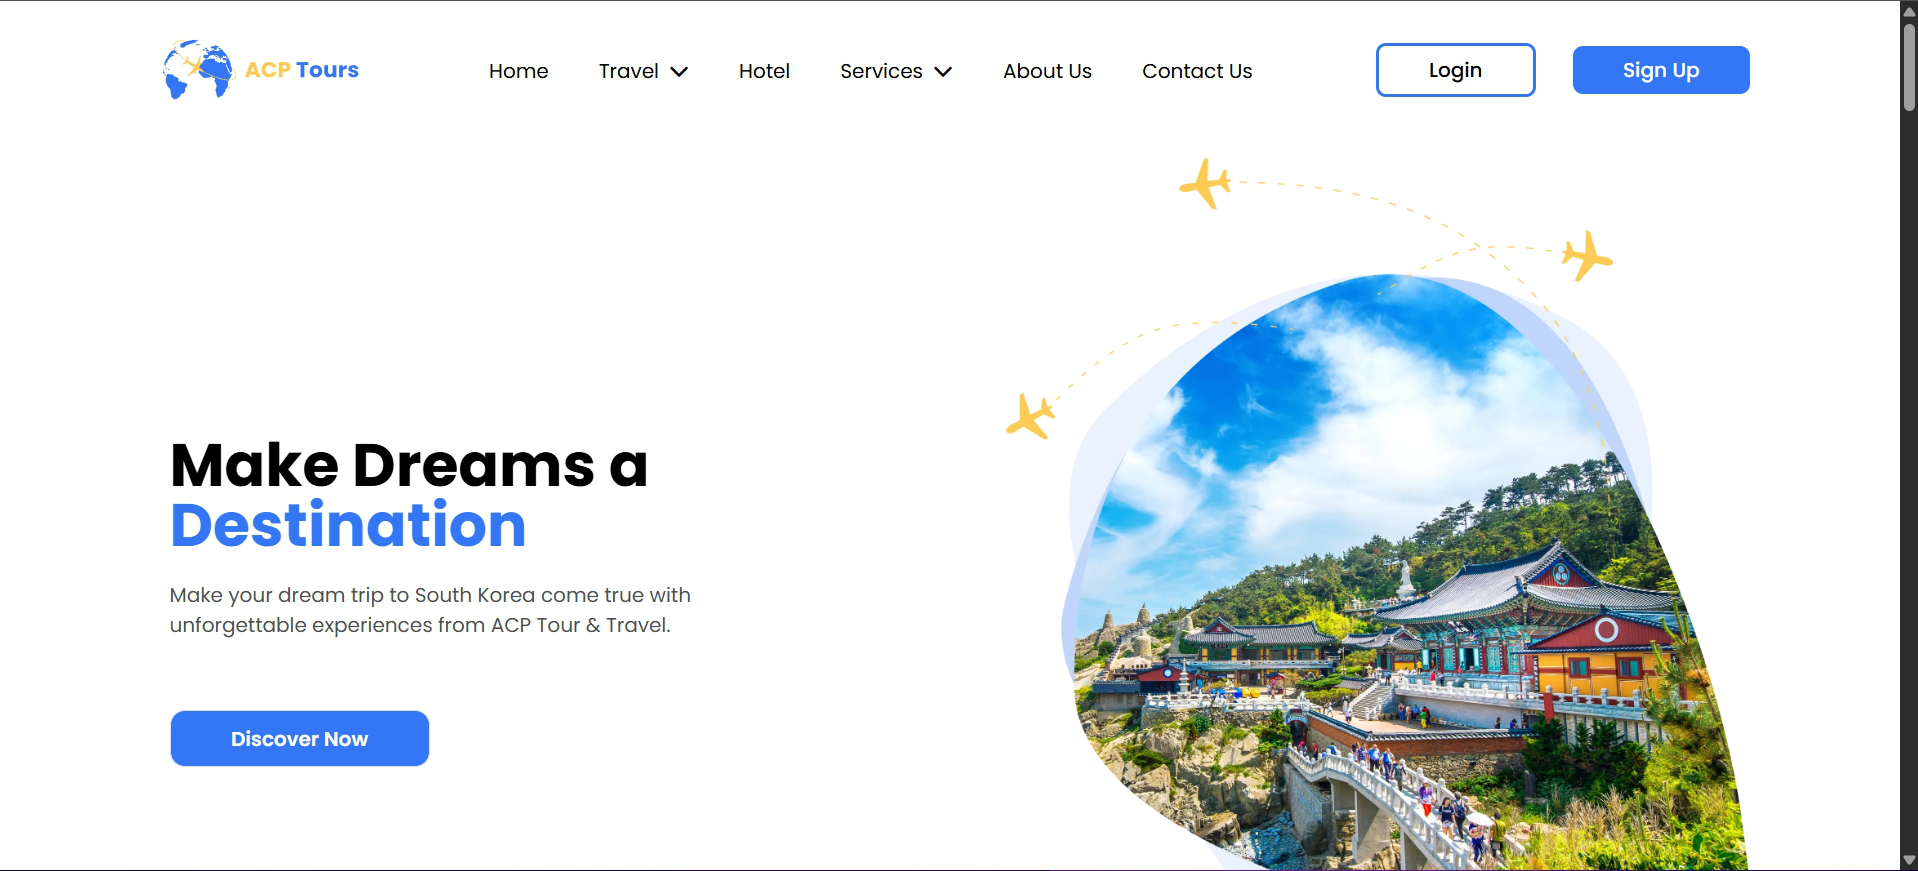 ACP Tours
Home
Travel
Hotel
Services
About Us
Contact Us
Login
Sign Up
Make Dreams a
Destination
Make your dream trip to South Korea come true with
unforgettable experiences from ACP Tour & Travel.
Discover Now